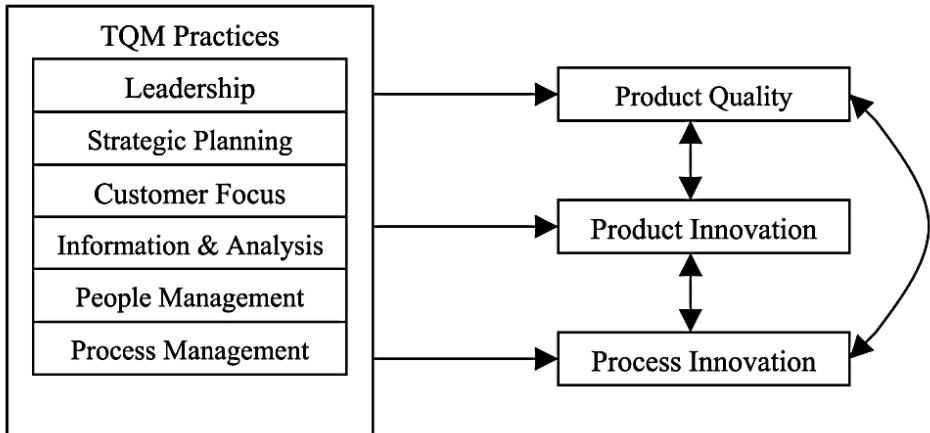 TQM Practices
Leadership
Strategic Planning
Customer Focus
Information & Analysis
People Management
Process Management
Product Quality
Product Innovation
Process Innovation